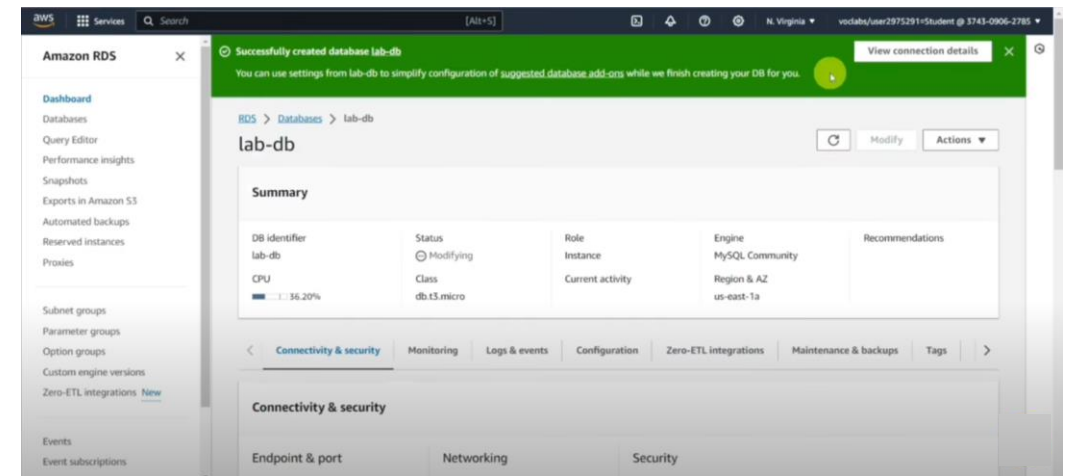 aws Services Search [Alt+S] N. Virginia ▼ voclabs/user2975291=Student @ 3743-0906-2785 ▼
Amazon RDS
Dashboard
Databases
Query Editor
Performance insights
Snapshots
Exports in Amazon S3
Automated backups
Reserved instances
Proxies
Subnet groups
Parameter groups
Option groups
Custom engine versions
Zero-ETL integrations New
Events
Event subscriptions
Successfully created database lab-db
You can use settings from lab-db to simplify configuration of suggested database add-ons while we finish creating your DB for you.
View connection details
RDS > Databases > lab-db
lab-db
Modify Actions ▼
Summary
DB identifier Status Role Engine Recommendations
lab-db Modifying Instance MySQL Community
CPU Class Current activity Region & AZ
36.20% db.t3.micro us-east-1a
Connectivity & security Monitoring Logs & events Configuration Zero-ETL integrations Maintenance & backups Tags
Connectivity & security
Endpoint & port Networking Security